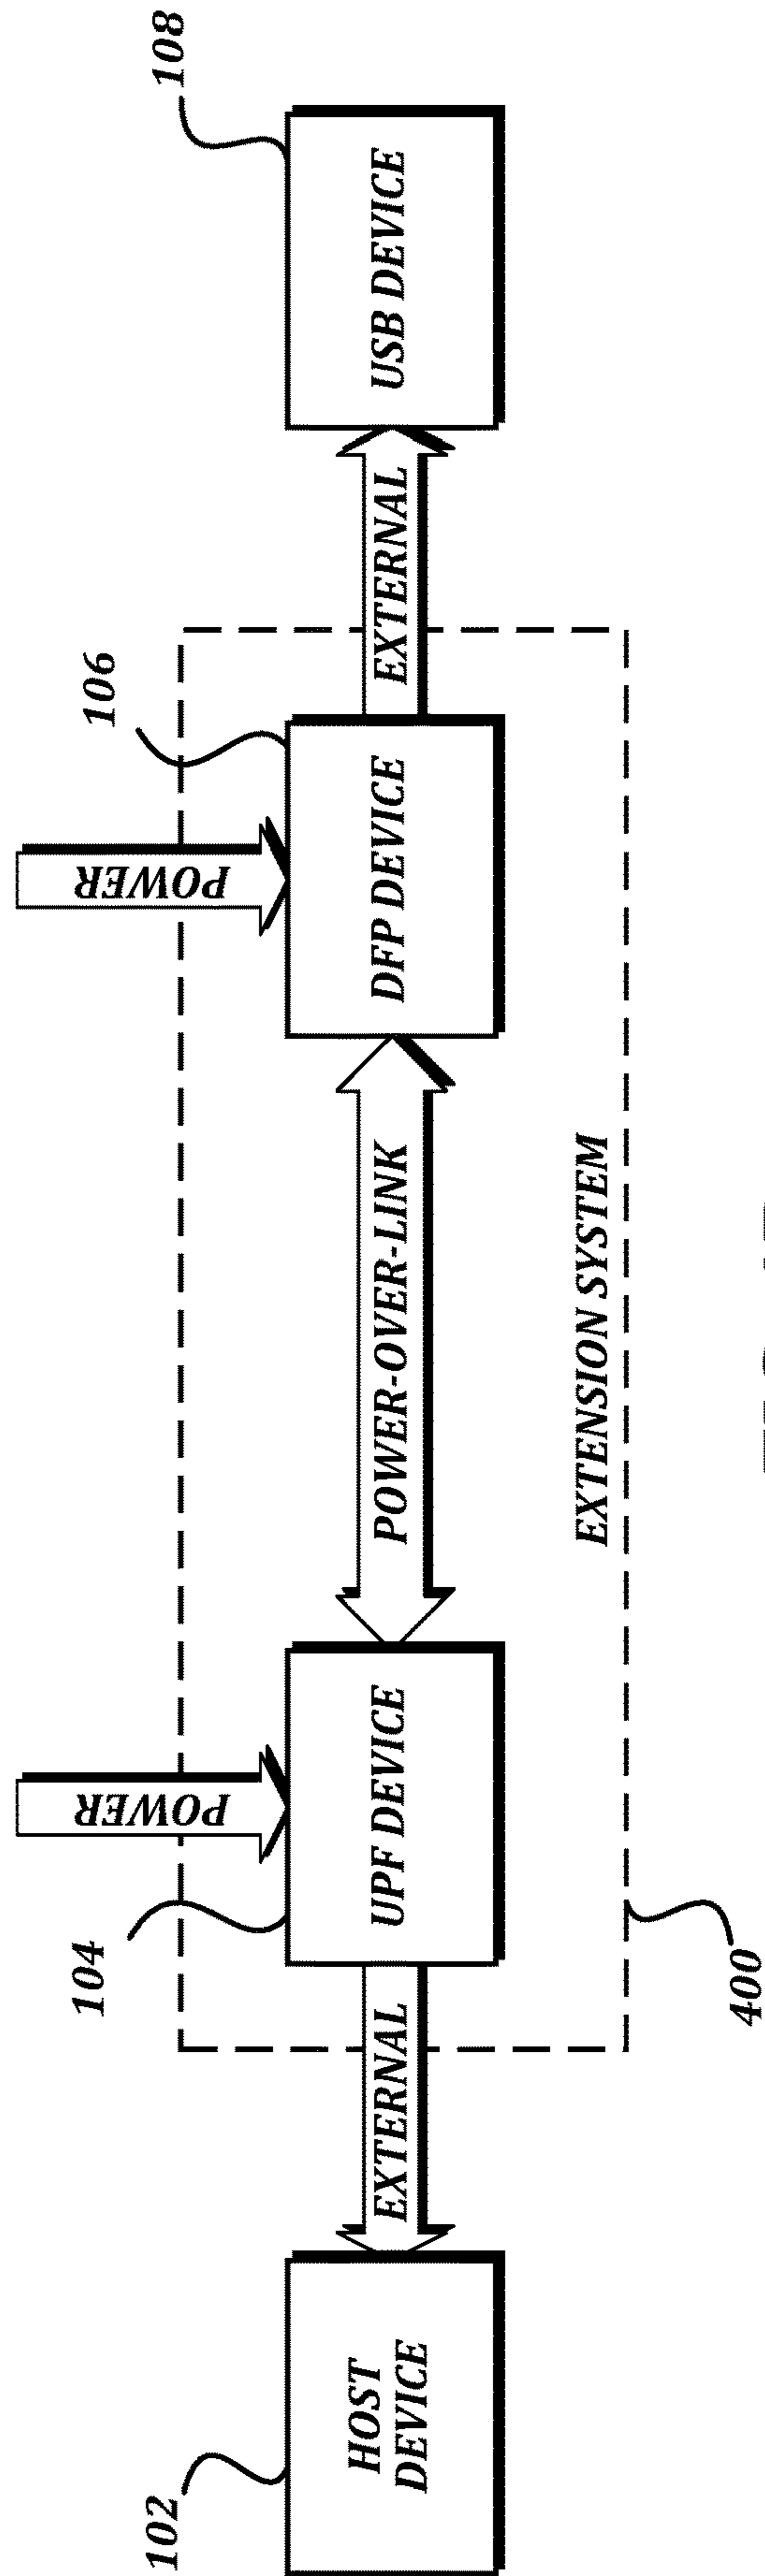 102
HOST
DEVICE
EXTERNAL
104
POWER
UPF DEVICE
POWER-OVER-LINK
106
POWER
DFP DEVICE
EXTERNAL
108
USB DEVICE
EXTENSION SYSTEM
400